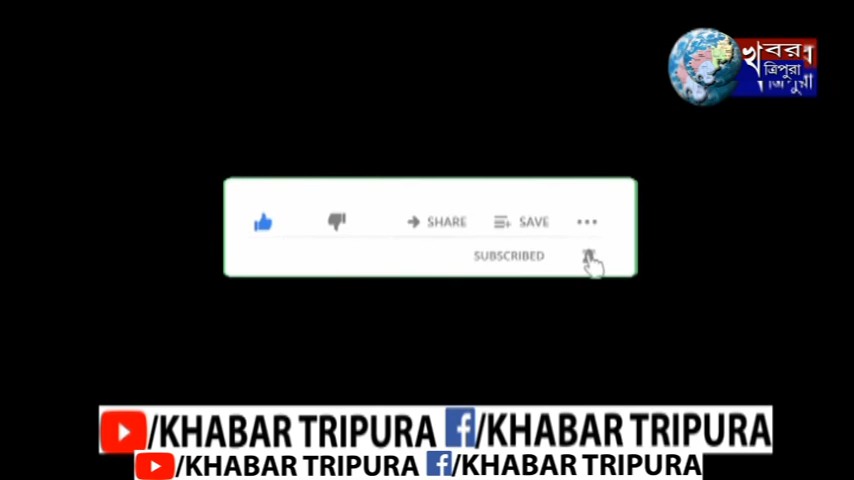 খবর
ত্রিপুরা
SHARE SAVE
SUBSCRIBED
/KHABAR TRIPURA /KHABAR TRIPURA
/KHABAR TRIPURA /KHABAR TRIPURA